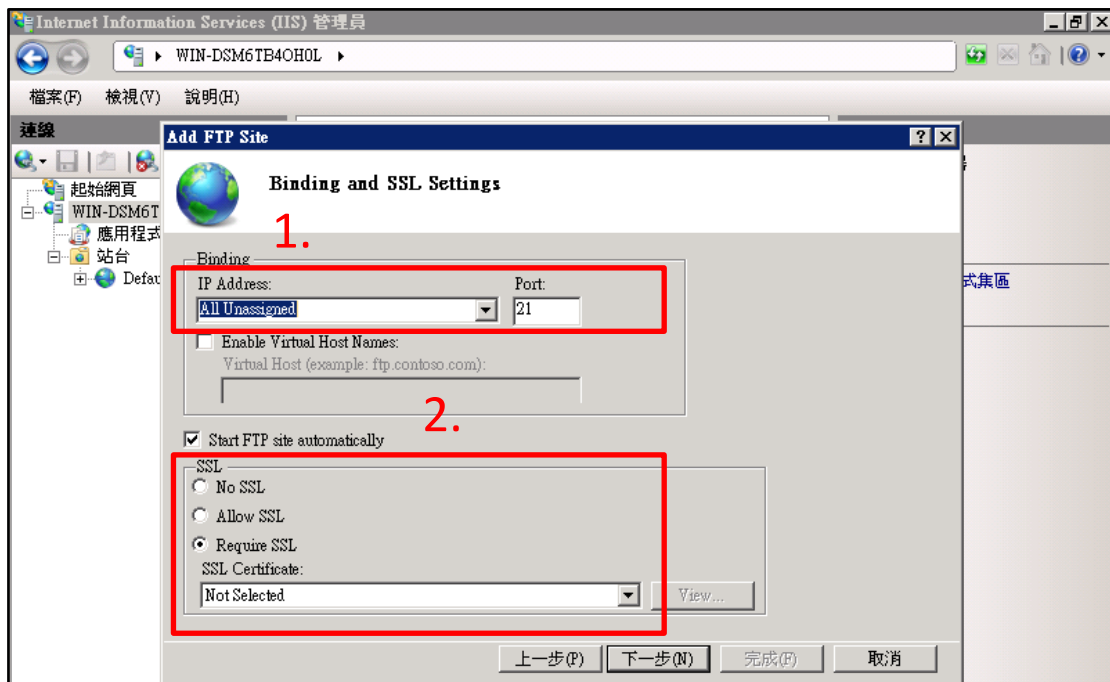 Internet Information Services (IIS) 管理員
WIN-DSM6TB4OH0L
檔案(F) 檢視(V) 說明(H)
連線
起始網頁
WIN-DSM6T
應用程式
站台
Defau
Add FTP Site
Binding and SSL Settings
1.
Binding
IP Address: Port:
All Unassigned 21
Enable Virtual Host Names:
Virtual Host (example: ftp.contoso.com):
2.
Start FTP site automatically
SSL
No SSL
Allow SSL
Require SSL
SSL Certificate:
Not Selected View...
上一步(P) 下一步(N) 完成(F) 取消
式集區